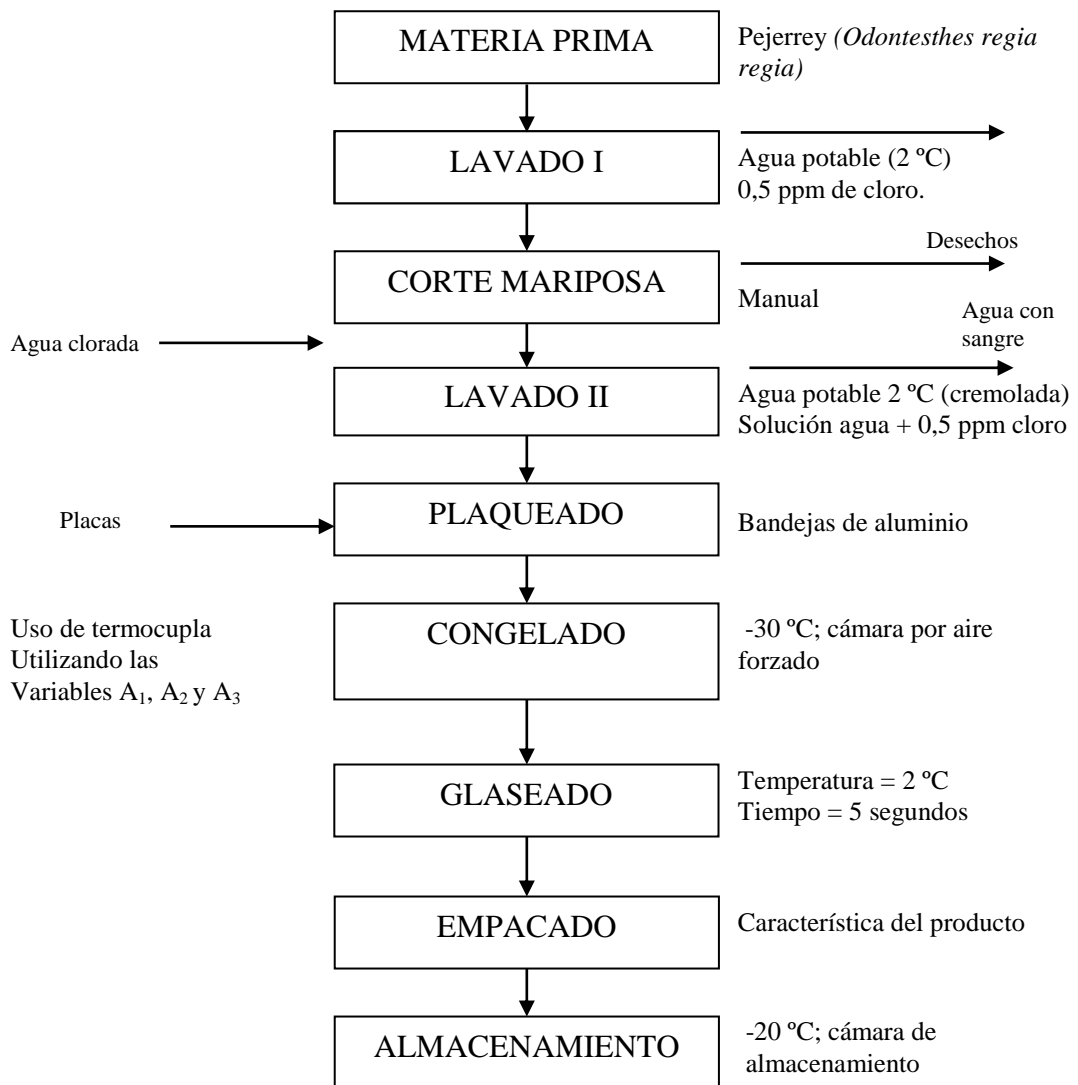 MATERIA PRIMA
Pejerrey (Odontesthes regia
regia)
LAVADO I
Agua potable (2 ºC)
0,5 ppm de cloro.
Desechos
CORTE MARIPOSA
Manual
Agua con
sangre
Agua clorada
LAVADO II
Agua potable 2 ºC (cremolada)
Solución agua + 0,5 ppm cloro
Placas
PLAQUEADO
Bandejas de aluminio
Uso de termocupla
Utilizando las
Variables A₁, A₂ y A₃
CONGELADO
-30 ºC; cámara por aire
forzado
GLASEADO
Temperatura = 2 ºC
Tiempo = 5 segundos
EMPACADO
Característica del producto
ALMACENAMIENTO
-20 ºC; cámara de
almacenamiento